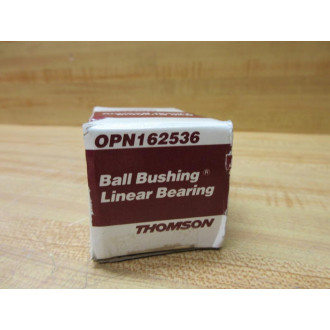 OPN162536
Ball Bushing®
Linear Bearing
THOMSON